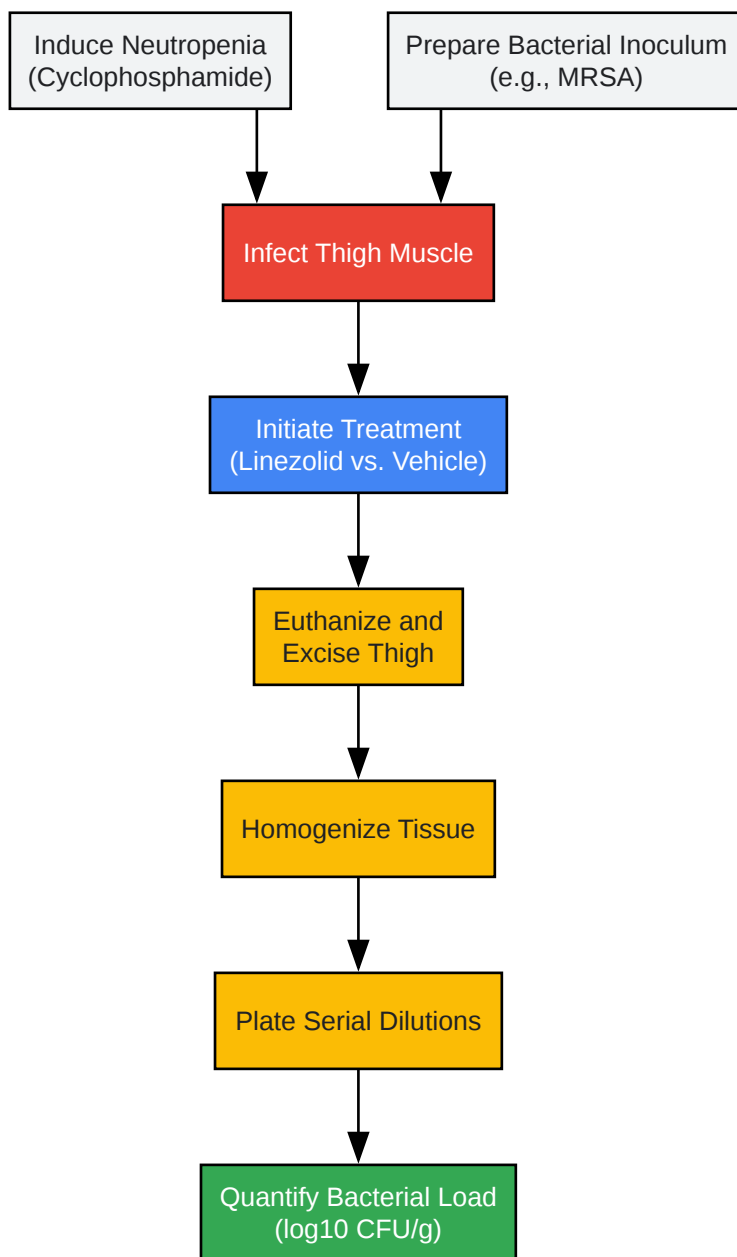 Induce Neutropenia
(Cyclophosphamide)
Prepare Bacterial Inoculum
(e.g., MRSA)
Infect Thigh Muscle
Initiate Treatment
(Linezolid vs. Vehicle)
Euthanize and
Excise Thigh
Homogenize Tissue
Plate Serial Dilutions
Quantify Bacterial Load
(log10 CFU/g)